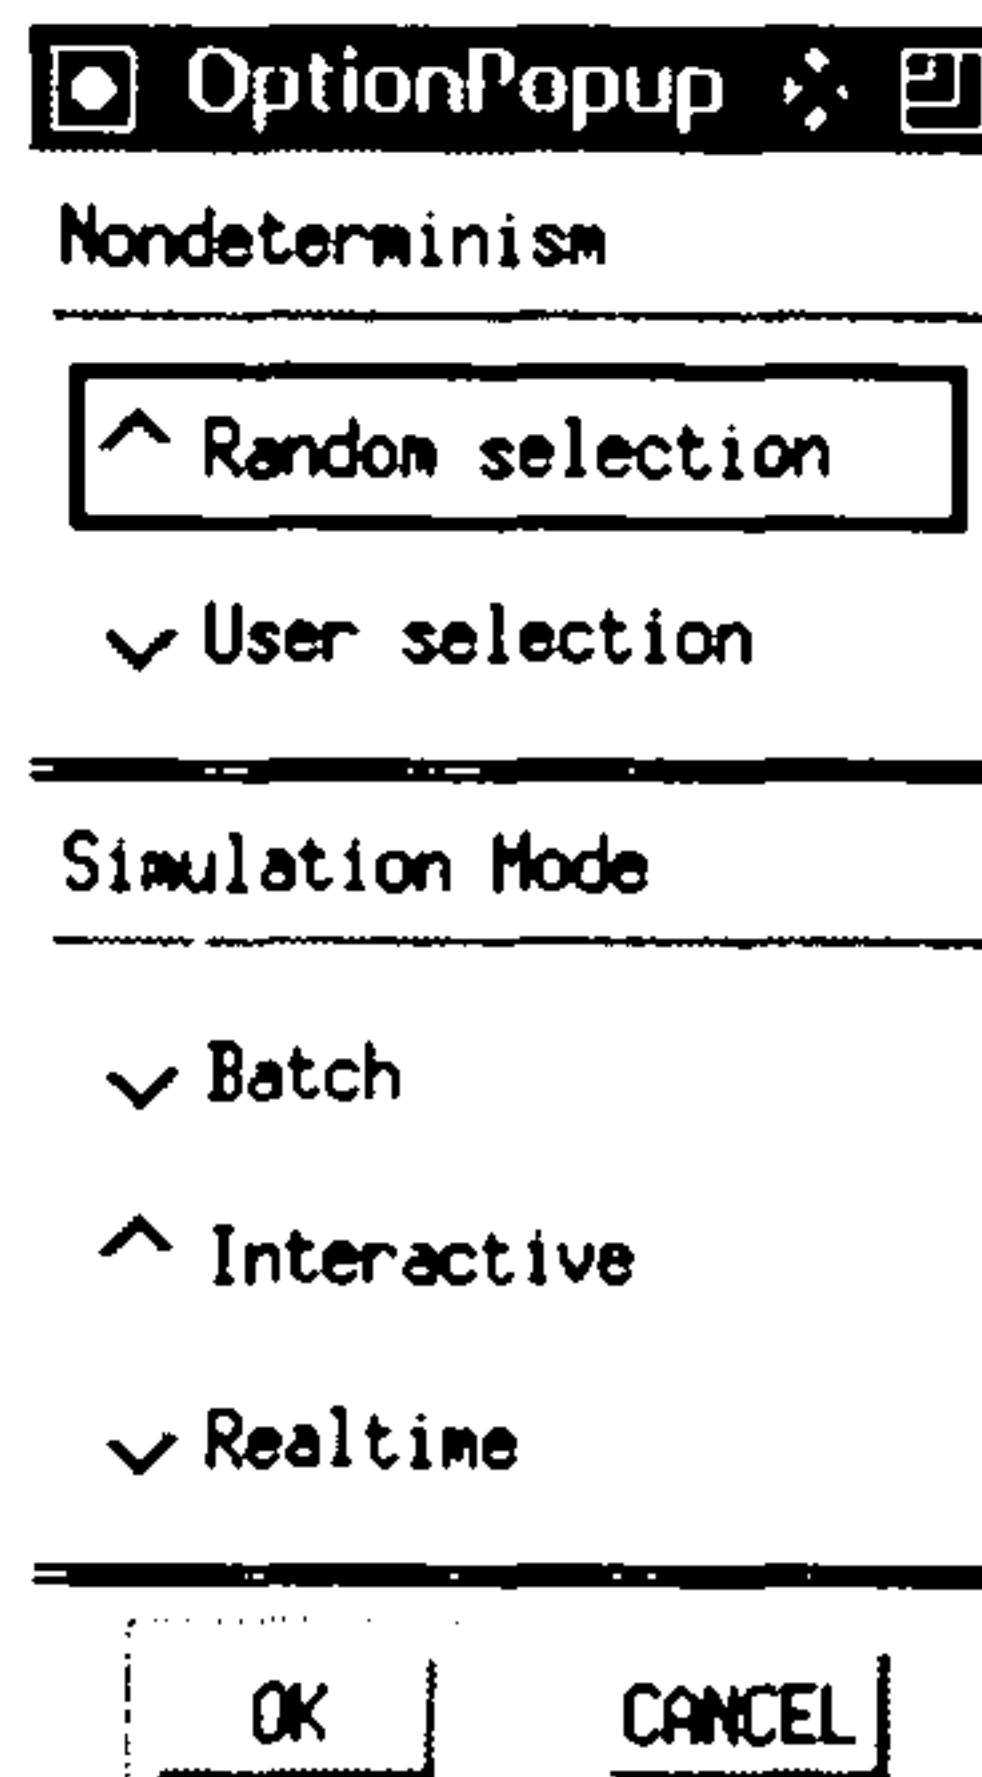 OptionPopup
Nondeterminism
Random selection
User selection
Simulation Mode
Batch
Interactive
Realtime
OK CANCEL